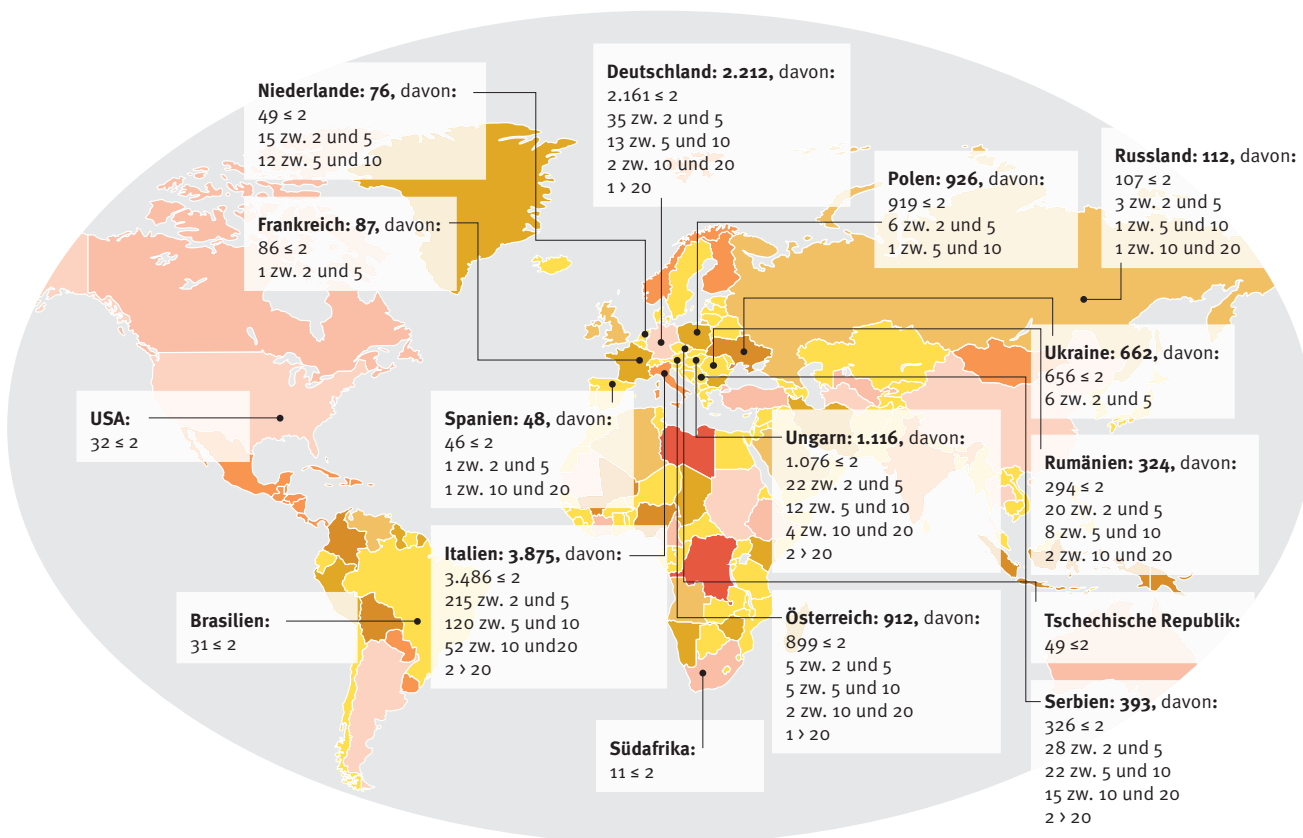 Niederlande: 76, davon:
49 ≤ 2
15 zw. 2 und 5
12 zw. 5 und 10
Deutschland: 2.212, davon:
2.161 ≤ 2
35 zw. 2 und 5
13 zw. 5 und 10
2 zw. 10 und 20
1 › 20
Russland: 112, davon:
107 ≤ 2
3 zw. 2 und 5
1 zw. 5 und 10
1 zw. 10 und 20
Polen: 926, davon:
919 ≤ 2
6 zw. 2 und 5
1 zw. 5 und 10
Frankreich: 87, davon:
86 ≤ 2
1 zw. 2 und 5
Ukraine: 662, davon:
656 ≤ 2
6 zw. 2 und 5
USA:
32 ≤ 2
Spanien: 48, davon:
46 ≤ 2
1 zw. 2 und 5
1 zw. 10 und 20
Ungarn: 1.116, davon:
1.076 ≤ 2
22 zw. 2 und 5
12 zw. 5 und 10
4 zw. 10 und 20
2 › 20
Rumänien: 324, davon:
294 ≤ 2
20 zw. 2 und 5
8 zw. 5 und 10
2 zw. 10 und 20
Italien: 3.875, davon:
3.486 ≤ 2
215 zw. 2 und 5
120 zw. 5 und 10
52 zw. 10 und20
2 › 20
Brasilien:
31 ≤ 2
Österreich: 912, davon:
899 ≤ 2
5 zw. 2 und 5
5 zw. 5 und 10
2 zw. 10 und 20
1 › 20
Tschechische Republik:
49 ≤2
Serbien: 393, davon:
326 ≤ 2
28 zw. 2 und 5
22 zw. 5 und 10
15 zw. 10 und 20
2 › 20
Südafrika:
11 ≤ 2